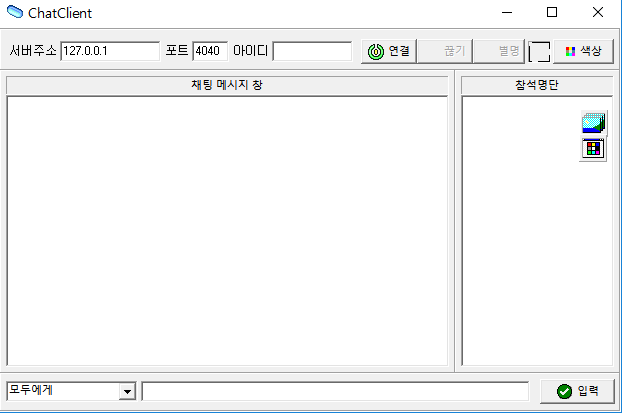 ChatClient
서버주소 127.0.0.1 포트 4040 아이디 연결 끊기 별명 색상
채팅 메시지 창 참석명단
모두에게 입력